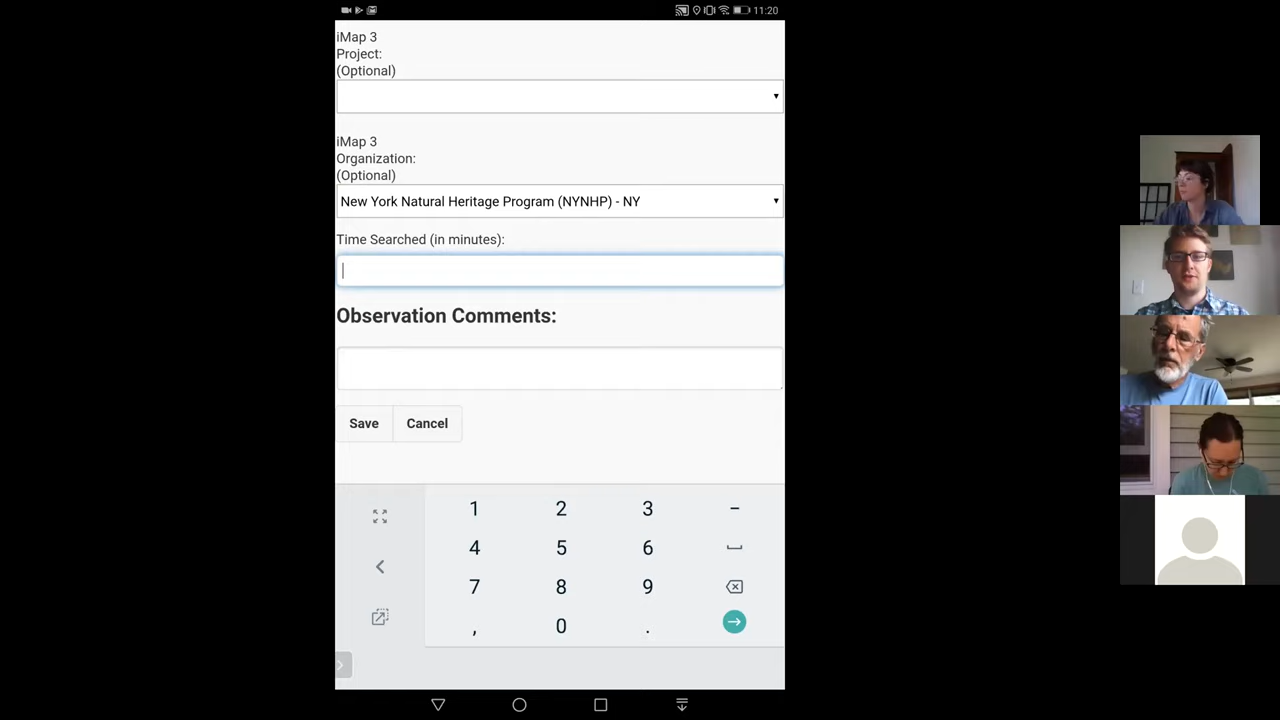 11:20
iMap 3
Project:
(Optional)
iMap 3
Organization:
(Optional)
New York Natural Heritage Program (NYNHP) - NY
Time Searched (in minutes):
Observation Comments:
Save Cancel
1 2 3 -
4 5 6
7 8 9
, 0 .